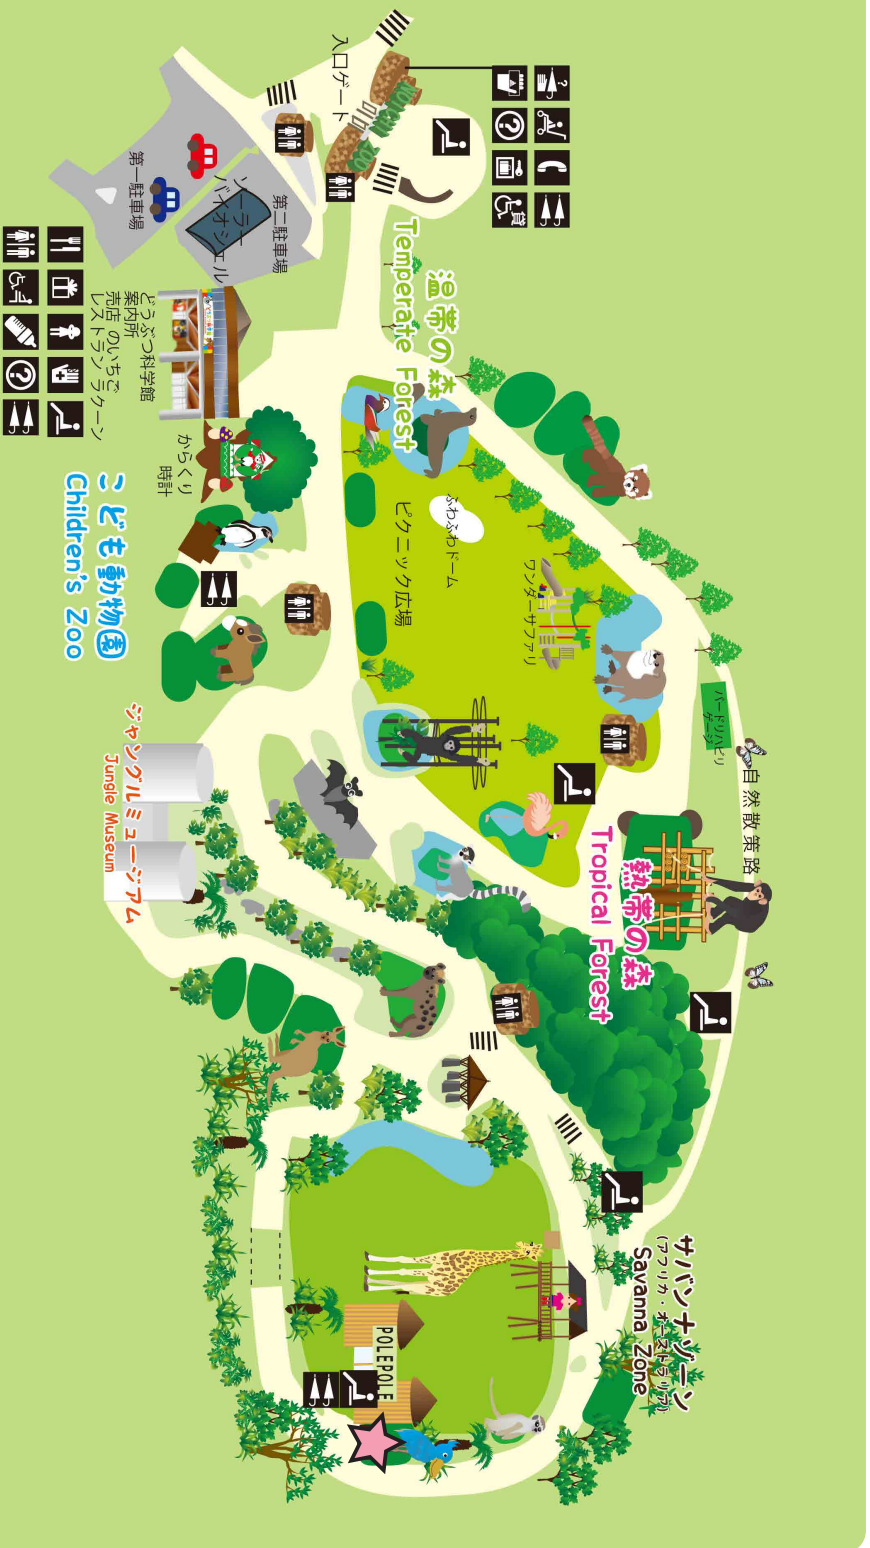 入口ゲート
第一駐車場
ソーラー
バイオシェル
第二駐車場
どうぶつ科学館
案内所
売店 のいちご
レストラン ラクーン
?
?
?
貸
からくり
時計
温帯の森
Temperate Forest
ふわふわドーム
ピクニック広場
ワンダーサファリ
こども動物園
Children's Zoo
バードリハビリ
ゲージ
自然散策路
ジャングルミュージアム
Jungle Museum
熱帯の森
Tropical Forest
サバンナゾーン
(アフリカ・オーストラリア)
Savanna Zone
POLEPOLE